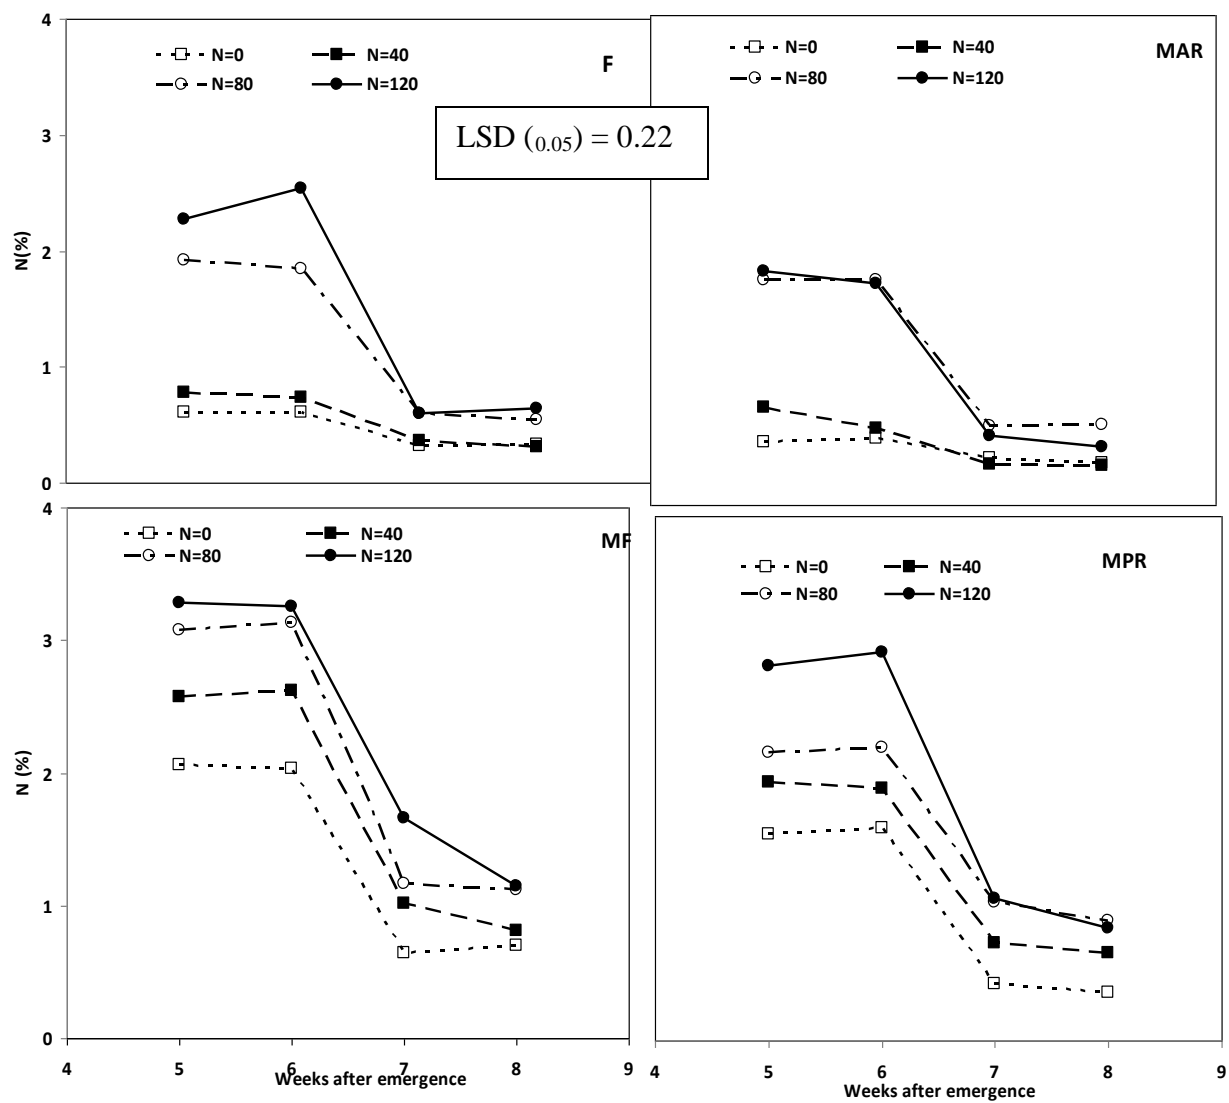 4
N=0 N=40
N=80 N=120
F
N=0 N=40
N=80 N=120
MAR
LSD (0.05) = 0.22
3
2
1
0
N(%)
4
N=0 N=40
N=80 N=120
MF
N=0 N=40
N=80 N=120
MPR
3
2
1
0
N (%)
4 5 6 7 8 9
Weeks after emergence
4 5 6 7 8 9
Weeks after emergence